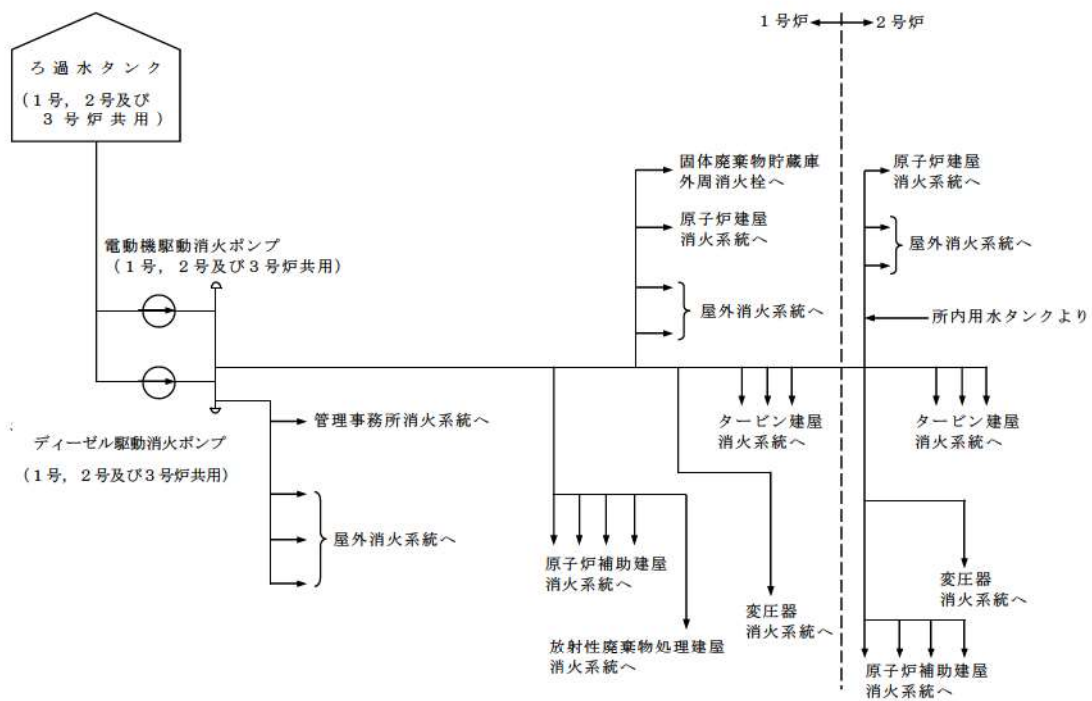 1号炉
2号炉
ろ過水タンク
(1号，2号及び
3号炉共用)
固体廃棄物貯蔵庫
外周消火栓へ
原子炉建屋
消火系統へ
原子炉建屋
消火系統へ
屋外消火系統へ
電動機駆動消火ポンプ
(1号，2号及び3号炉共用)
屋外消火系統へ
所内用水タンクより
タービン建屋
消火系統へ
タービン建屋
消火系統へ
管理事務所消火系統へ
ディーゼル駆動消火ポンプ
(1号，2号及び3号炉共用)
屋外消火系統へ
原子炉補助建屋
消火系統へ
変圧器
消火系統へ
変圧器
消火系統へ
放射性廃棄物処理建屋
消火系統へ
原子炉補助建屋
消火系統へ